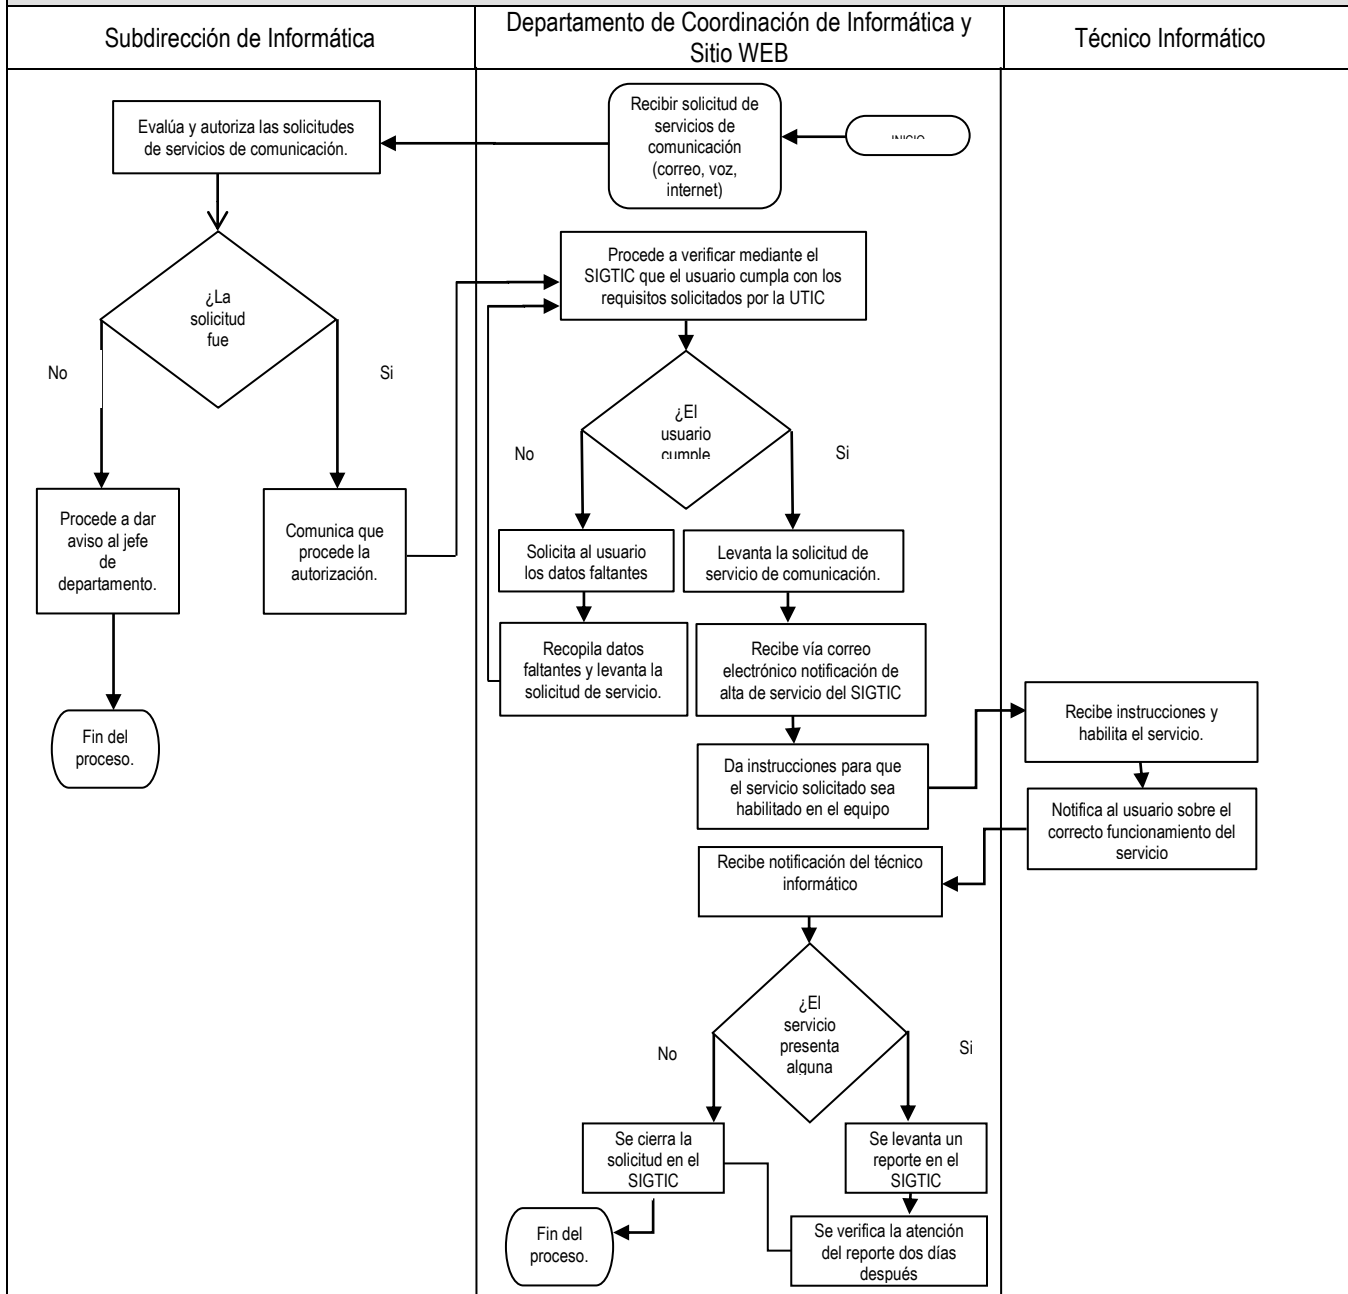 Subdirección de Informática
Departamento de Coordinación de Informática y
Sitio WEB
Técnico Informático
Recibir solicitud de
servicios de
comunicación
(correo, voz,
internet)
Evalúa y autoriza las solicitudes
de servicios de comunicación.
¿La
solicitud
fue
No
Si
Procede a dar
aviso al jefe
de
departamento.
Comunica que
procede la
autorización.
Fin del
proceso.
Procede a verificar mediante el
SIGTIC que el usuario cumpla con los
requisitos solicitados por la UTIC
¿El
usuario
cumple
No
Si
Solicita al usuario
los datos faltantes
Levanta la solicitud de
servicio de comunicación.
Recopila datos
faltantes y levanta la
solicitud de servicio.
Recibe vía correo
electrónico notificación de
alta de servicio del SIGTIC
Da instrucciones para que
el servicio solicitado sea
habilitado en el equipo
Recibe instrucciones y
habilita el servicio.
Notifica al usuario sobre el
correcto funcionamiento del
servicio
Recibe notificación del técnico
informático
¿El
servicio
presenta
alguna
No
Si
Se cierra la
solicitud en el
SIGTIC
Se levanta un
reporte en el
SIGTIC
Fin del
proceso.
Se verifica la atención
del reporte dos días
después